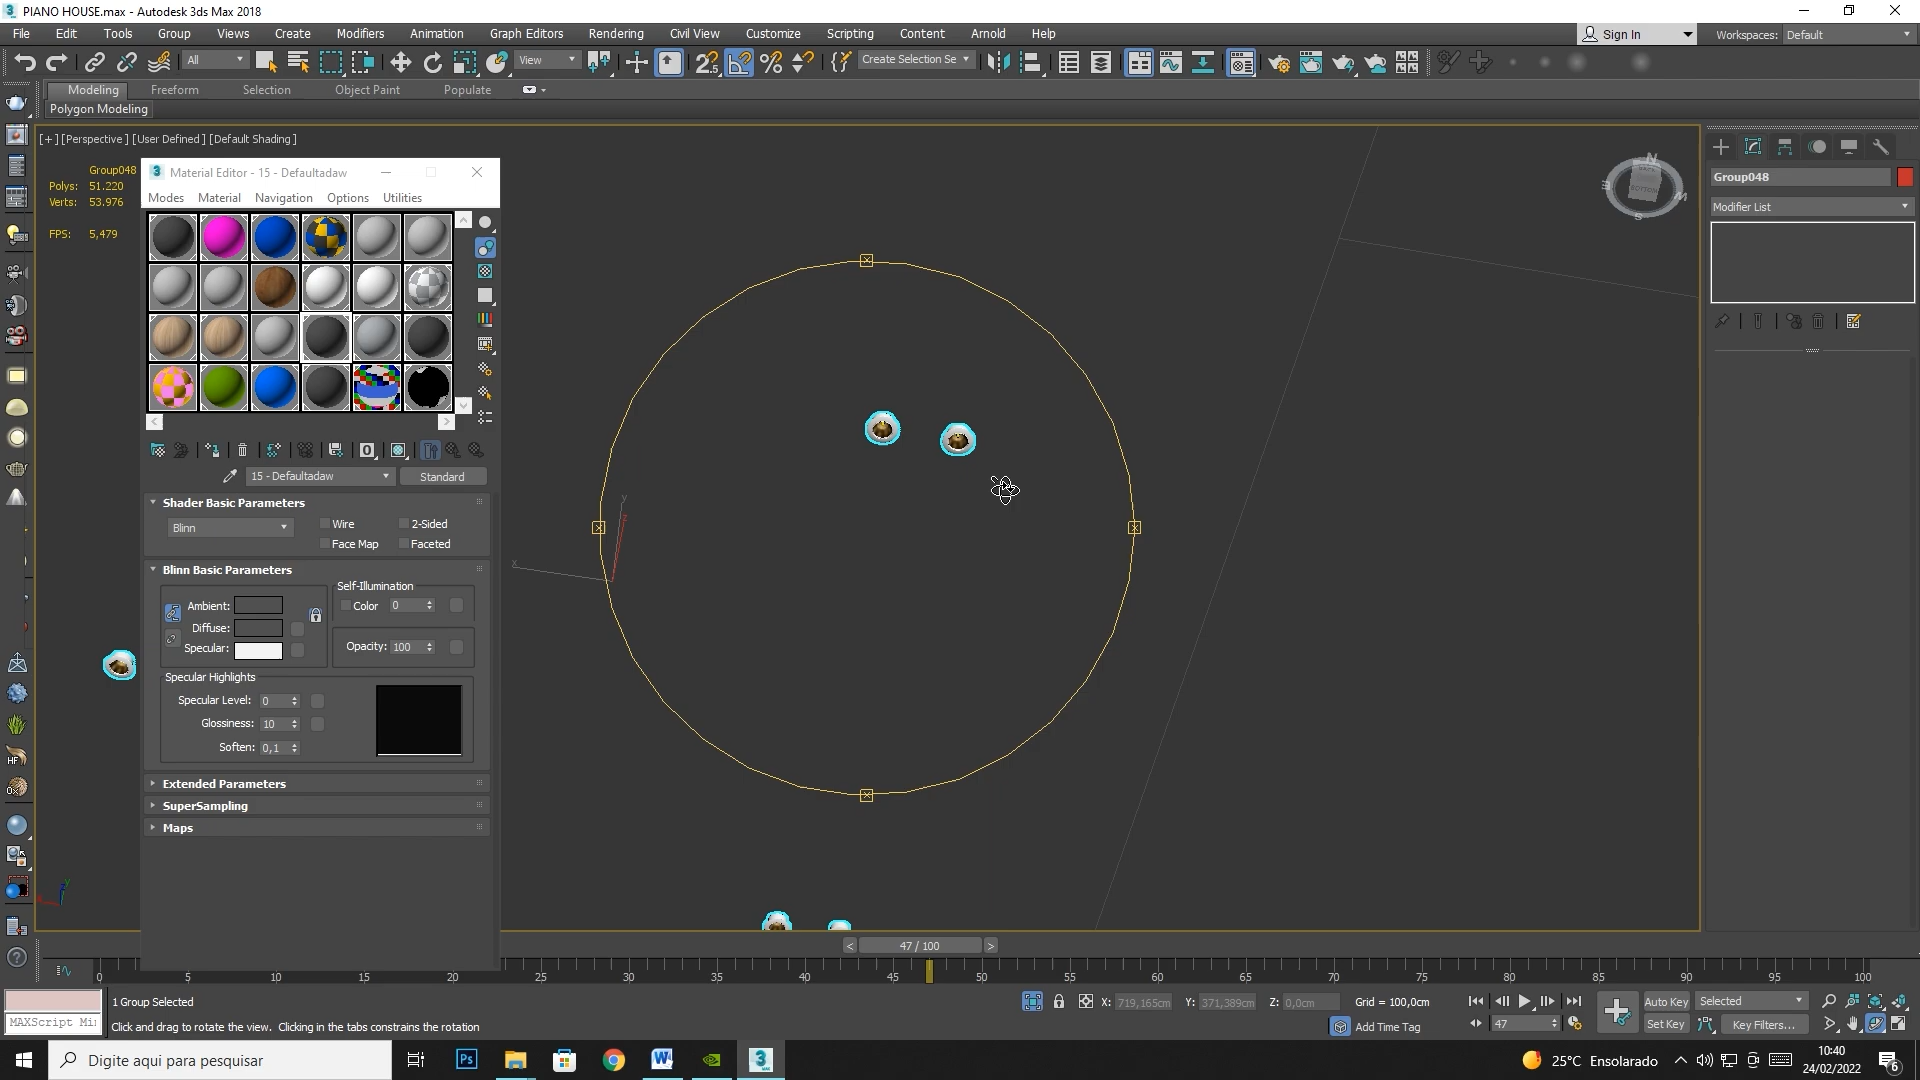 PIANO HOUSE.max - Autodesk 3ds Max 2018
File Edit Tools Group Views Create Modifiers Animation Graph Editors Rendering Civil View Customize Scripting Content Arnold Help
Sign In Workspaces: Default
All View Create Selection Se
Modeling Freeform Selection Object Paint Populate
Polygon Modeling
[+] [Perspective] [User Defined] [Default Shading]
Group048
Polys: 51.220
Verts: 53.976
FPS: 5,479
Material Editor - 15 - Defaultadaw
Modes Material Navigation Options Utilities
15 - Defaultadaw Standard
Shader Basic Parameters
Blinn Wire 2-Sided
Face Map Faceted
Blinn Basic Parameters
Self-Illumination
Ambient: Color 0
Diffuse:
Specular: Opacity: 100
Specular Highlights
Specular Level: 0
Glossiness: 10
Soften: 0,1
Extended Parameters
SuperSampling
Maps
x y z
N W S E
BOTTOM
Group048
Modifier List
< 47 / 100 >
0 5 10 15 20 25 30 35 40 45 50 55 60 65 70 75 80 85 90 95 100
1 Group Selected
X: 719,165cm Y: 371,389cm Z: 0,0cm Grid = 100,0cm
Auto Key Selected
MAXScript Mi
Click and drag to rotate the view. Clicking in the tabs constrains the rotation
Add Time Tag
47
Set Key Key Filters...
Digite aqui para pesquisar
25°C Ensolarado
10:40
24/02/2022
6